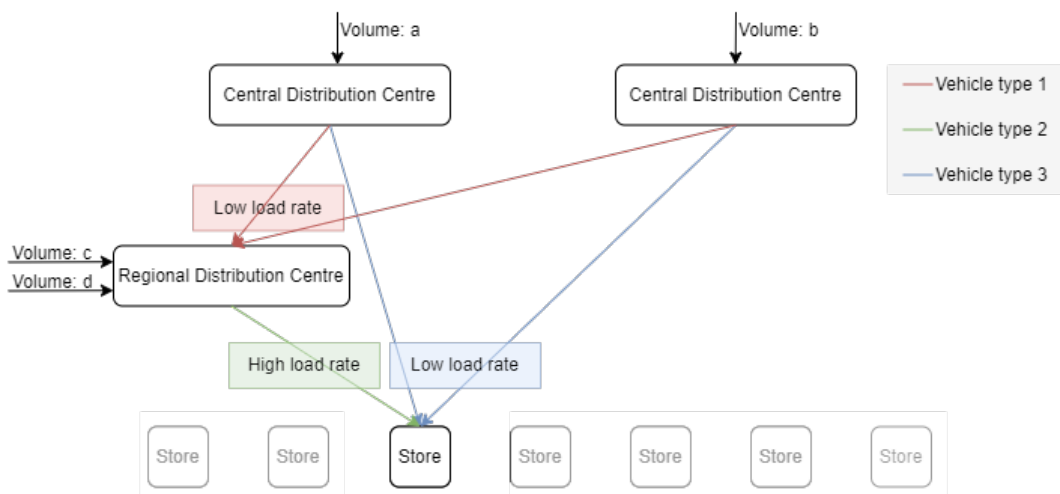 Volume: a
Volume: b
Central Distribution Centre
Central Distribution Centre
Vehicle type 1
Vehicle type 2
Vehicle type 3
Low load rate
Volume: c
Volume: d
Regional Distribution Centre
High load rate
Low load rate
Store
Store
Store
Store
Store
Store
Store